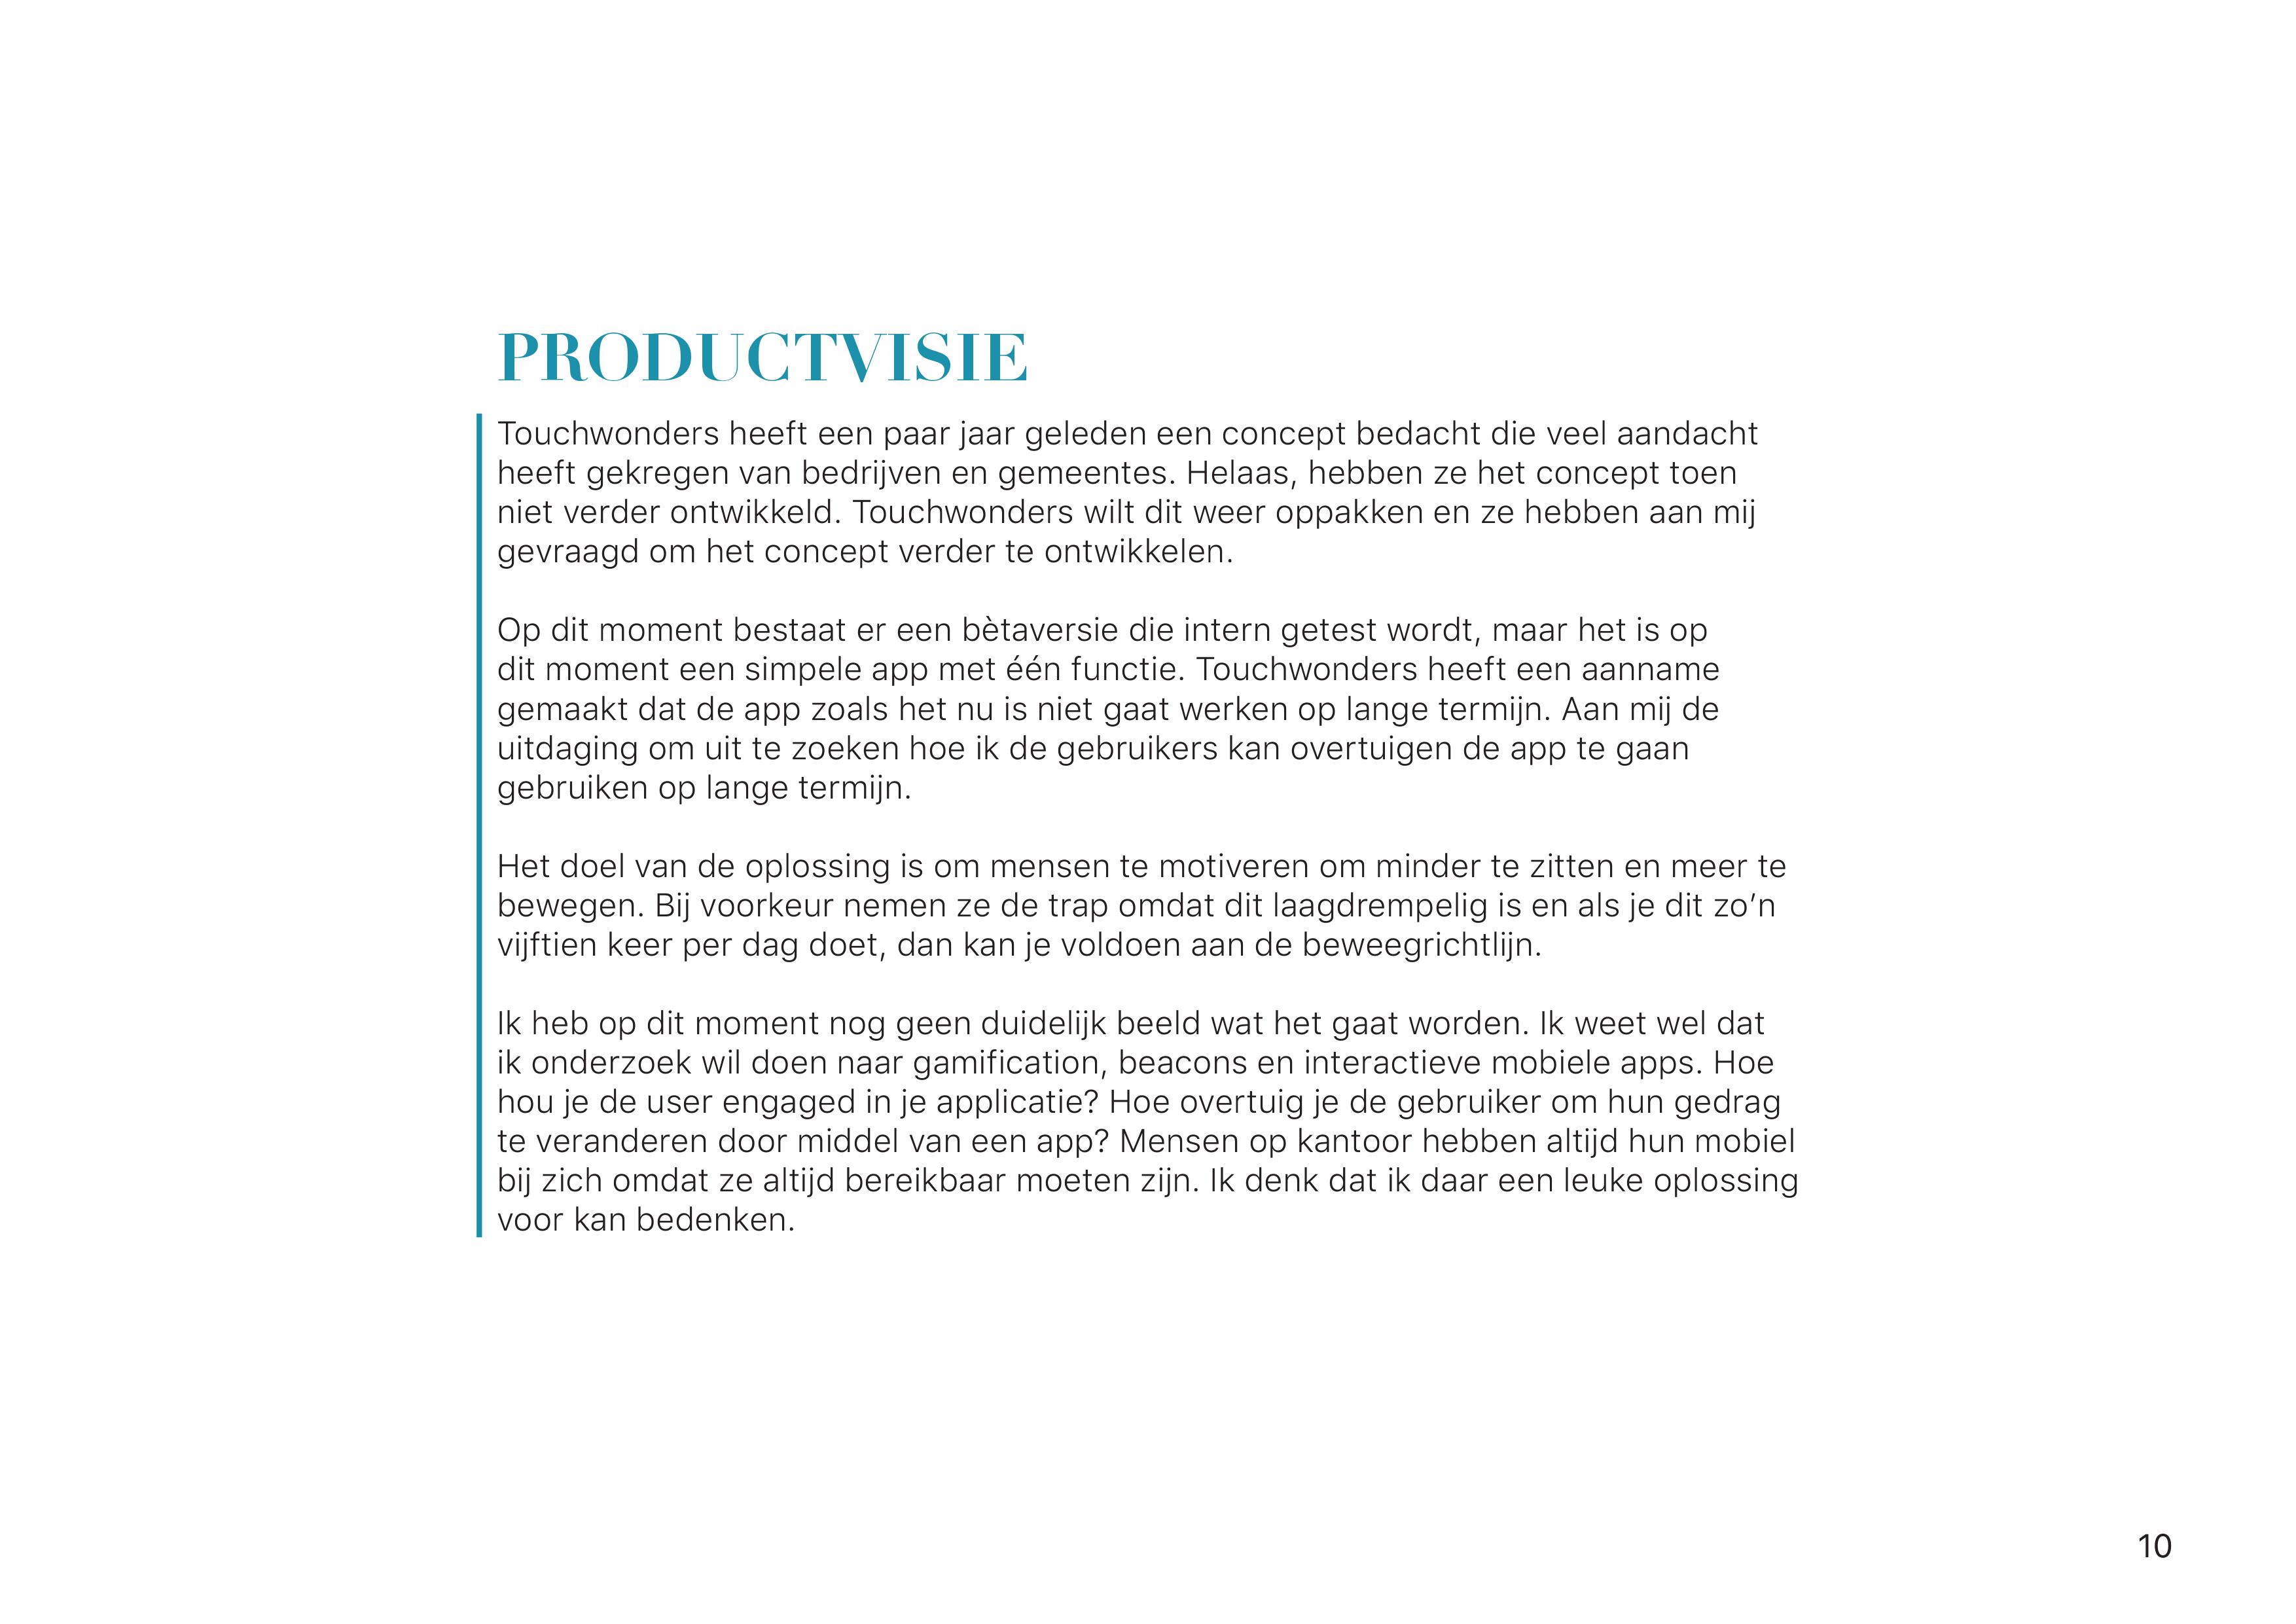 PRODUCTVISIE
Touchwonders heeft een paar jaar geleden een concept bedacht die veel aandacht
heeft gekregen van bedrijven en gemeentes. Helaas, hebben ze het concept toen
niet verder ontwikkeld. Touchwonders wilt dit weer oppakken en ze hebben aan mij
gevraagd om het concept verder te ontwikkelen.
Op dit moment bestaat er een bètaversie die intern getest wordt, maar het is op
dit moment een simpele app met één functie. Touchwonders heeft een aanname
gemaakt dat de app zoals het nu is niet gaat werken op lange termijn. Aan mij de
uitdaging om uit te zoeken hoe ik de gebruikers kan overtuigen de app te gaan
gebruiken op lange termijn.
Het doel van de oplossing is om mensen te motiveren om minder te zitten en meer te
bewegen. Bij voorkeur nemen ze de trap omdat dit laagdrempelig is en als je dit zo’n
vijftien keer per dag doet, dan kan je voldoen aan de beweegrichtlijn.
Ik heb op dit moment nog geen duidelijk beeld wat het gaat worden. Ik weet wel dat
ik onderzoek wil doen naar gamification, beacons en interactieve mobiele apps. Hoe
hou je de user engaged in je applicatie? Hoe overtuig je de gebruiker om hun gedrag
te veranderen door middel van een app? Mensen op kantoor hebben altijd hun mobiel
bij zich omdat ze altijd bereikbaar moeten zijn. Ik denk dat ik daar een leuke oplossing
voor kan bedenken.
10